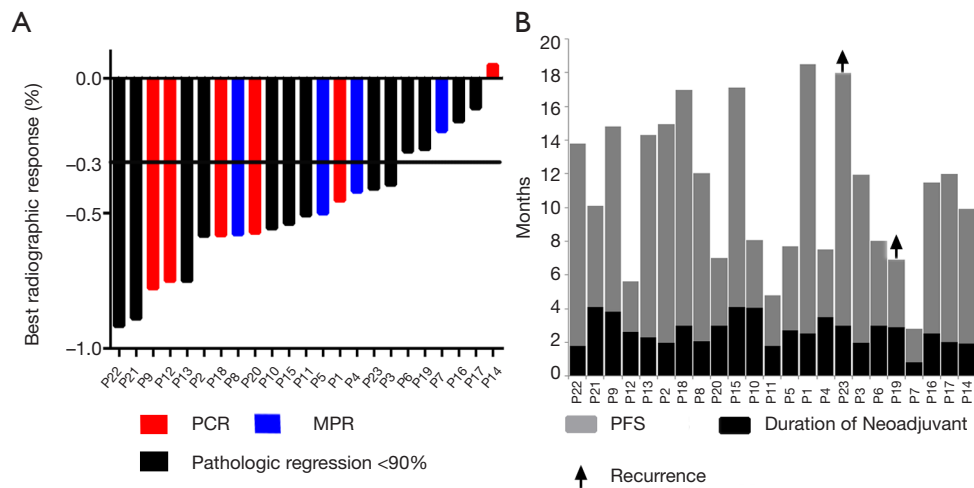 A
Best radiographic response (%)
0.0
−0.3
−0.5
−1.0
P22 P21 P9 P12 P13 P2 P18 P8 P20 P10 P15 P11 P5 P1 P4 P23 P3 P6 P19 P7 P16 P17 P14
PCR MPR
Pathologic regression <90%
B
Months
20
18
16
14
12
10
8
6
4
2
0
P22 P21 P9 P12 P13 P2 P18 P8 P20 P15 P10 P11 P5 P1 P4 P23 P3 P6 P19 P7 P16 P17 P14
PFS Duration of Neoadjuvant
Recurrence